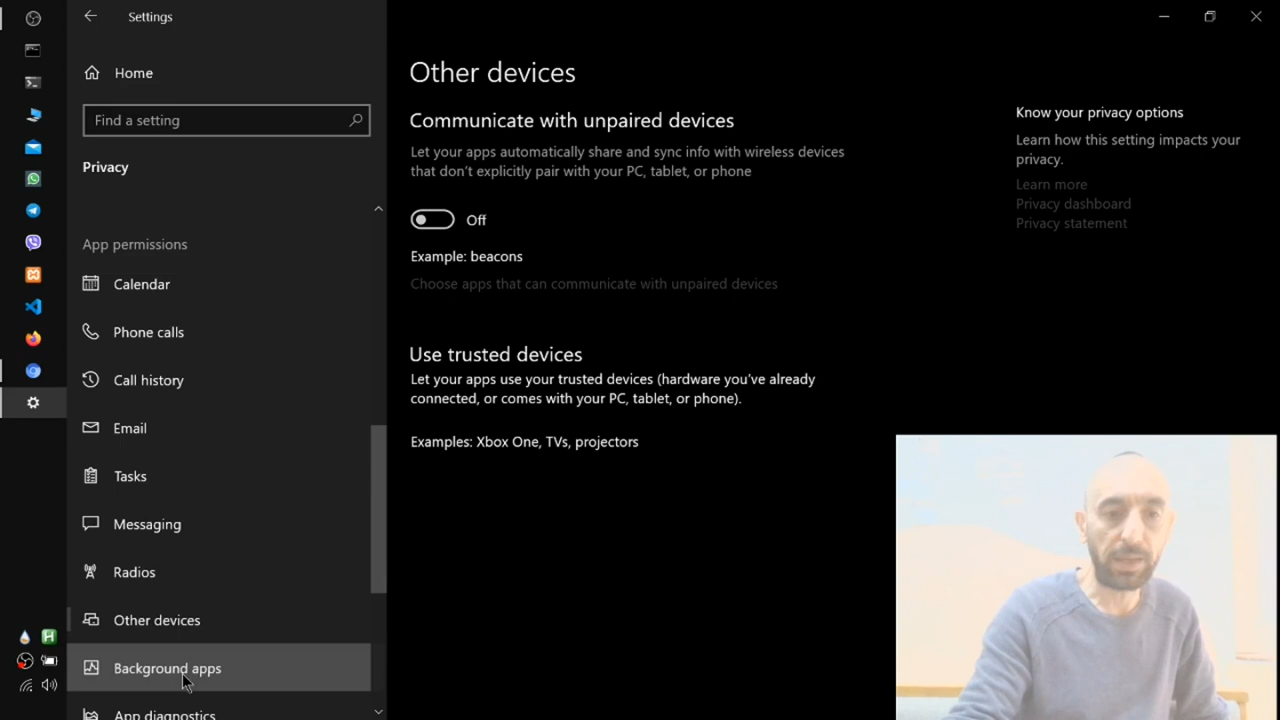 Settings
Home
Find a setting
Privacy
App permissions
Calendar
Phone calls
Call history
Email
Tasks
Messaging
Radios
Other devices
Background apps
App diagnostics
Other devices
Communicate with unpaired devices
Let your apps automatically share and sync info with wireless devices
that don't explicitly pair with your PC, tablet, or phone
Off
Example: beacons
Choose apps that can communicate with unpaired devices
Use trusted devices
Let your apps use your trusted devices (hardware you've already
connected, or comes with your PC, tablet, or phone).
Examples: Xbox One, TVs, projectors
Know your privacy options
Learn how this setting impacts your
privacy.
Learn more
Privacy dashboard
Privacy statement